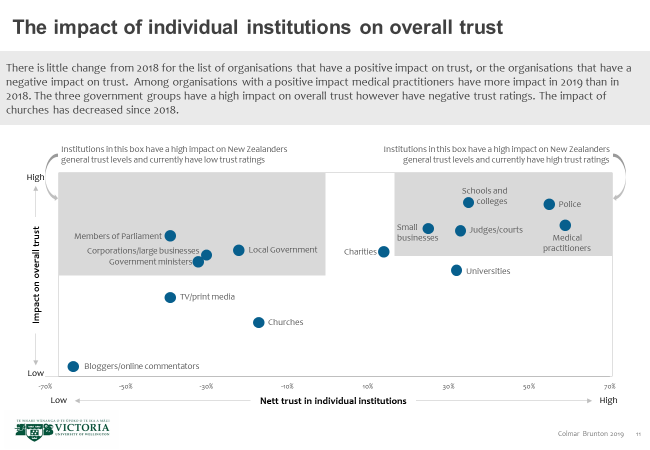 The impact of individual institutions on overall trust
There is little change from 2018 for the list of organisations that have a positive impact on trust, or the organisations that have a
negative impact on trust. Among organisations with a positive impact medical practitioners have more impact in 2019 than in
2018. The three government groups have a high impact on overall trust however have negative trust ratings. The impact of
churches has decreased since 2018.
Institutions in this box have a high impact on New Zealanders
general trust levels and currently have low trust ratings
Institutions in this box have a high impact on New Zealanders
general trust levels and currently have high trust ratings
High
Impact on overall trust
Low
Schools and
colleges
Police
Members of Parliament
Small
businesses
Judges/courts
Medical
practitioners
Corporations/large businesses
Local Government
Government ministers
Charities
Universities
TV/print media
Churches
Bloggers/online commentators
-70%
-50%
-30%
-10%
10%
30%
50%
70%
Low
Nett trust in individual institutions
High
VICTORIA
UNIVERSITY OF WELLINGTON
Colmar Brunton 2019
11